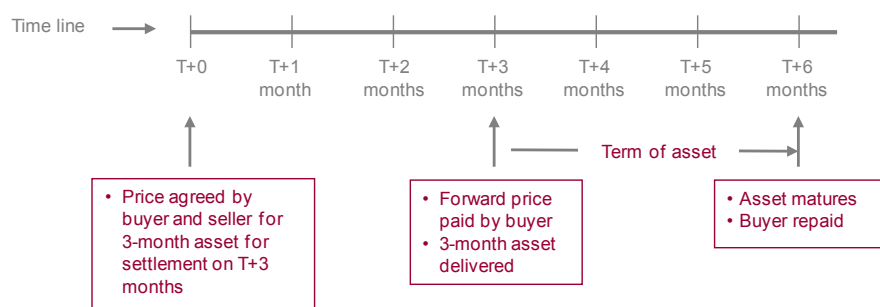 Time line
T+0
T+1
month
T+2
months
T+3
months
T+4
months
T+5
months
T+6
months
Term of asset
• Price agreed by
buyer and seller for
3-month asset for
settlement on T+3
months
• Forward price
paid by buyer
• 3-month asset
delivered
• Asset matures
• Buyer repaid